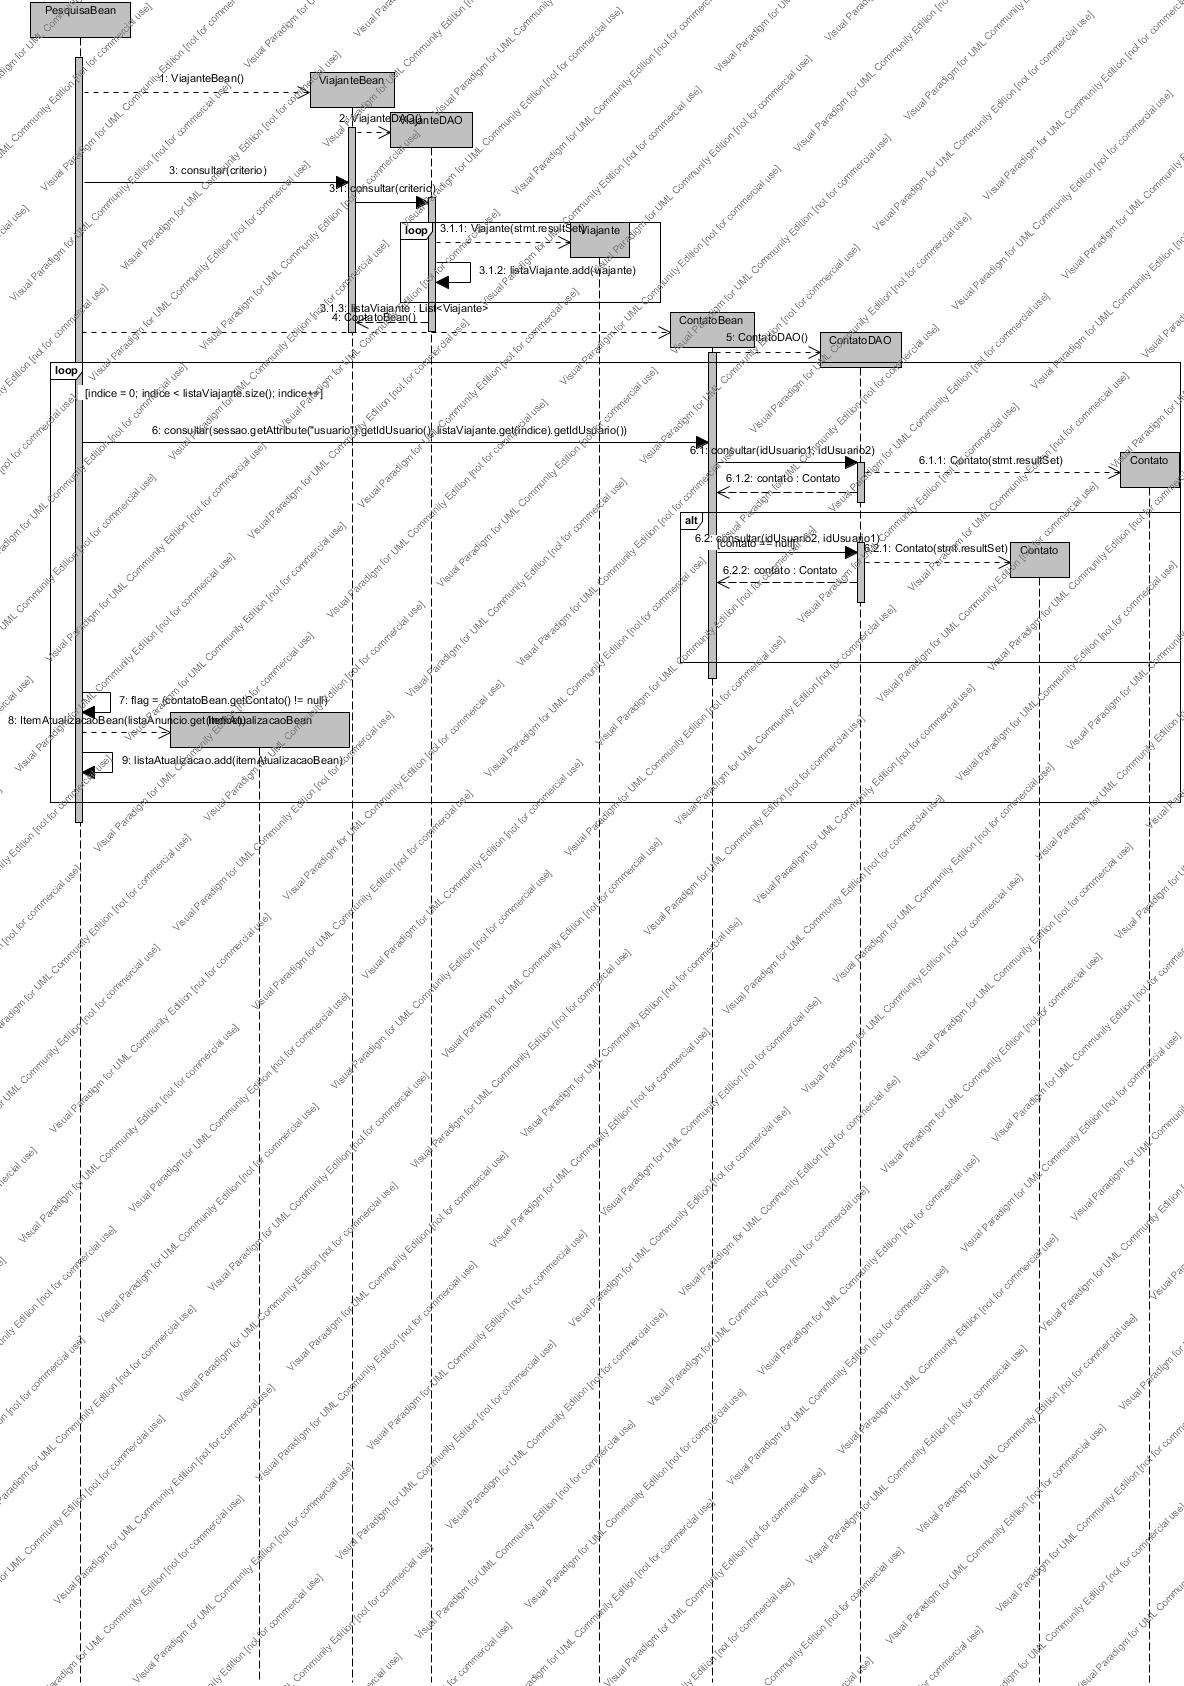 PesquisaBean
1: ViajanteBean()
ViajanteBean
2: ViajanteDAO()
ViajanteDAO
3: consultar(criterio)
3.1: consultar(criterio)
loop
3.1.1: Viajante(stmt.resultSet)
Viajante
3.1.2: listaViajante.add(viajante)
3.1.3: listaViajante : List<Viajante>
4: ContatoBean()
ContatoBean
5: ContatoDAO()
ContatoDAO
loop
[indice = 0; indice < listaViajante.size(); indice++]
6: consultar(sessao.getAttribute("usuario").getIdUsuario(), listaViajante.get(indice).getIdUsuario())
6.1: consultar(idUsuario1, idUsuario2)
6.1.1: Contato(stmt.resultSet)
Contato
6.1.2: contato : Contato
alt
6.2: consultar(idUsuario2, idUsuario1)
[contato == null]
6.2.1: Contato(stmt.resultSet)
Contato
6.2.2: contato : Contato
7: flag = (contatoBean.getContato() != null)
8: ItemAtualizacaoBean(listaAnuncio.get(indice))
ItemAtualizacaoBean
9: listaAtualizacao.add(itemAtualizacaoBean)
Visual Paradigm for UML Community Edition [not for commercial use]